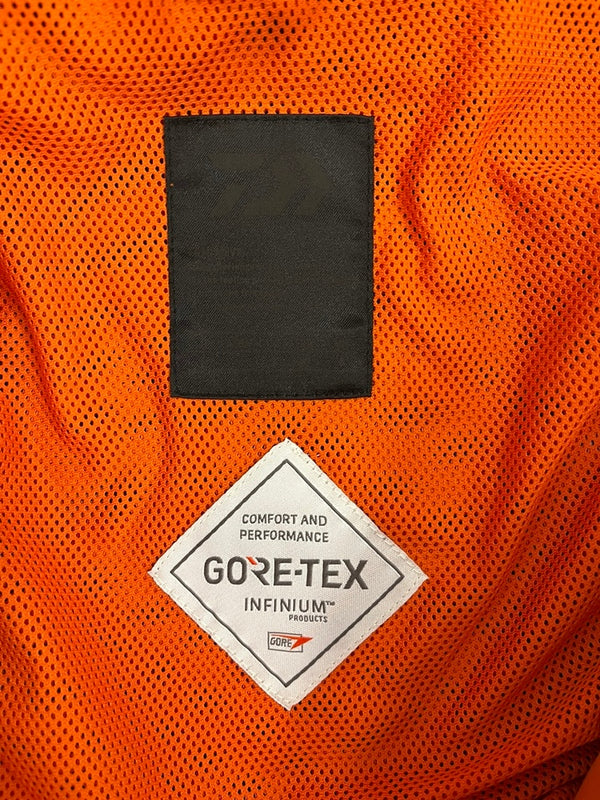 COMFORT AND
PERFORMANCE
GORE-TEX
INFINIUM™
PRODUCTS
GORE